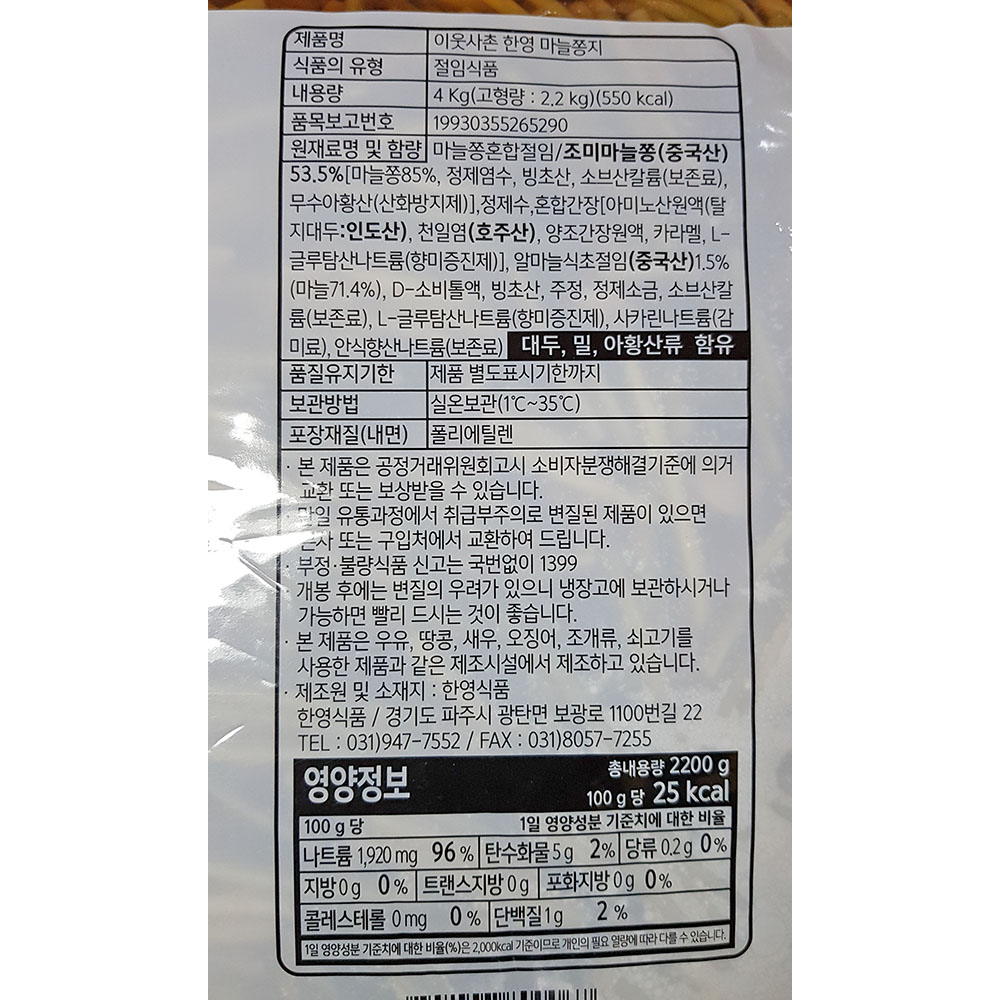 제품명 이웃사촌 한영 마늘쫑지
식품의 유형 절임식품
내용량 4 Kg(고형량 : 2.2 kg)(550 kcal)
품목보고번호 19930355265290
원재료명 및 함량 마늘쫑혼합절임/조미마늘쫑(중국산)
53.5%[마늘쫑85%, 정제염수, 빙초산, 소브산칼륨(보존료),
무수아황산(산화방지제)],정제수,혼합간장[아미노산원액(탈
지대두:인도산), 천일염(호주산), 양조간장원액, 카라멜, L-
글루탐산나트륨(향미증진제)], 알마늘식초절임(중국산)1.5%
(마늘71.4%), D-소비톨액, 빙초산, 주정, 정제소금, 소브산칼
륨(보존료), L-글루탐산나트륨(향미증진제), 사카린나트륨(감
미료), 안식향산나트륨(보존료) 대두, 밀, 아황산류 함유
품질유지기한 제품 별도표시기한까지
보관방법 실온보관(1℃~35℃)
포장재질(내면) 폴리에틸렌
· 본 제품은 공정거래위원회고시 소비자분쟁해결기준에 의거
교환 또는 보상받을 수 있습니다.
· 만일 유통과정에서 취급부주의로 변질된 제품이 있으면
본사 또는 구입처에서 교환하여 드립니다.
· 부정·불량식품 신고는 국번없이 1399
· 개봉 후에는 변질의 우려가 있으니 냉장고에 보관하시거나
가능하면 빨리 드시는 것이 좋습니다.
· 본 제품은 우유, 땅콩, 새우, 오징어, 조개류, 쇠고기를
사용한 제품과 같은 제조시설에서 제조하고 있습니다.
· 제조원 및 소재지 : 한영식품
한영식품 / 경기도 파주시 광탄면 보광로 1100번길 22
TEL : 031)947-7552 / FAX : 031)8057-7255
영양정보 총내용량 2200 g
100 g 당 25 kcal
100 g 당 1일 영양성분 기준치에 대한 비율
나트륨 1,920 mg 96 % 탄수화물 5 g 2% 당류 0.2 g 0%
지방 0 g 0 % 트랜스지방 0 g 포화지방 0 g 0%
콜레스테롤 0 mg 0 % 단백질 1 g 2 %
1일 영양성분 기준치에 대한 비율(%)은 2,000kcal 기준이므로 개인의 필요 열량에 따라 다를 수 있습니다.